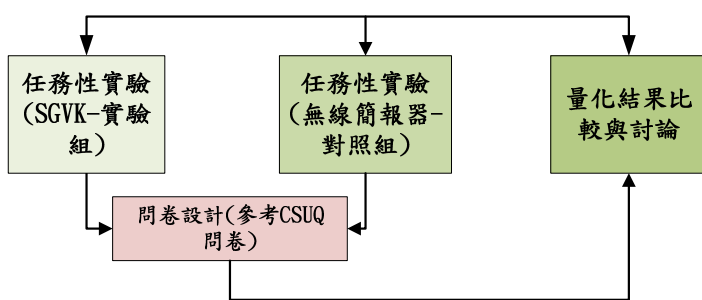 任務性實驗
(SGVK-實驗
組)
任務性實驗
(無線簡報器-
對照組)
量化結果比
較與討論
問卷設計(參考CSUQ
問卷)